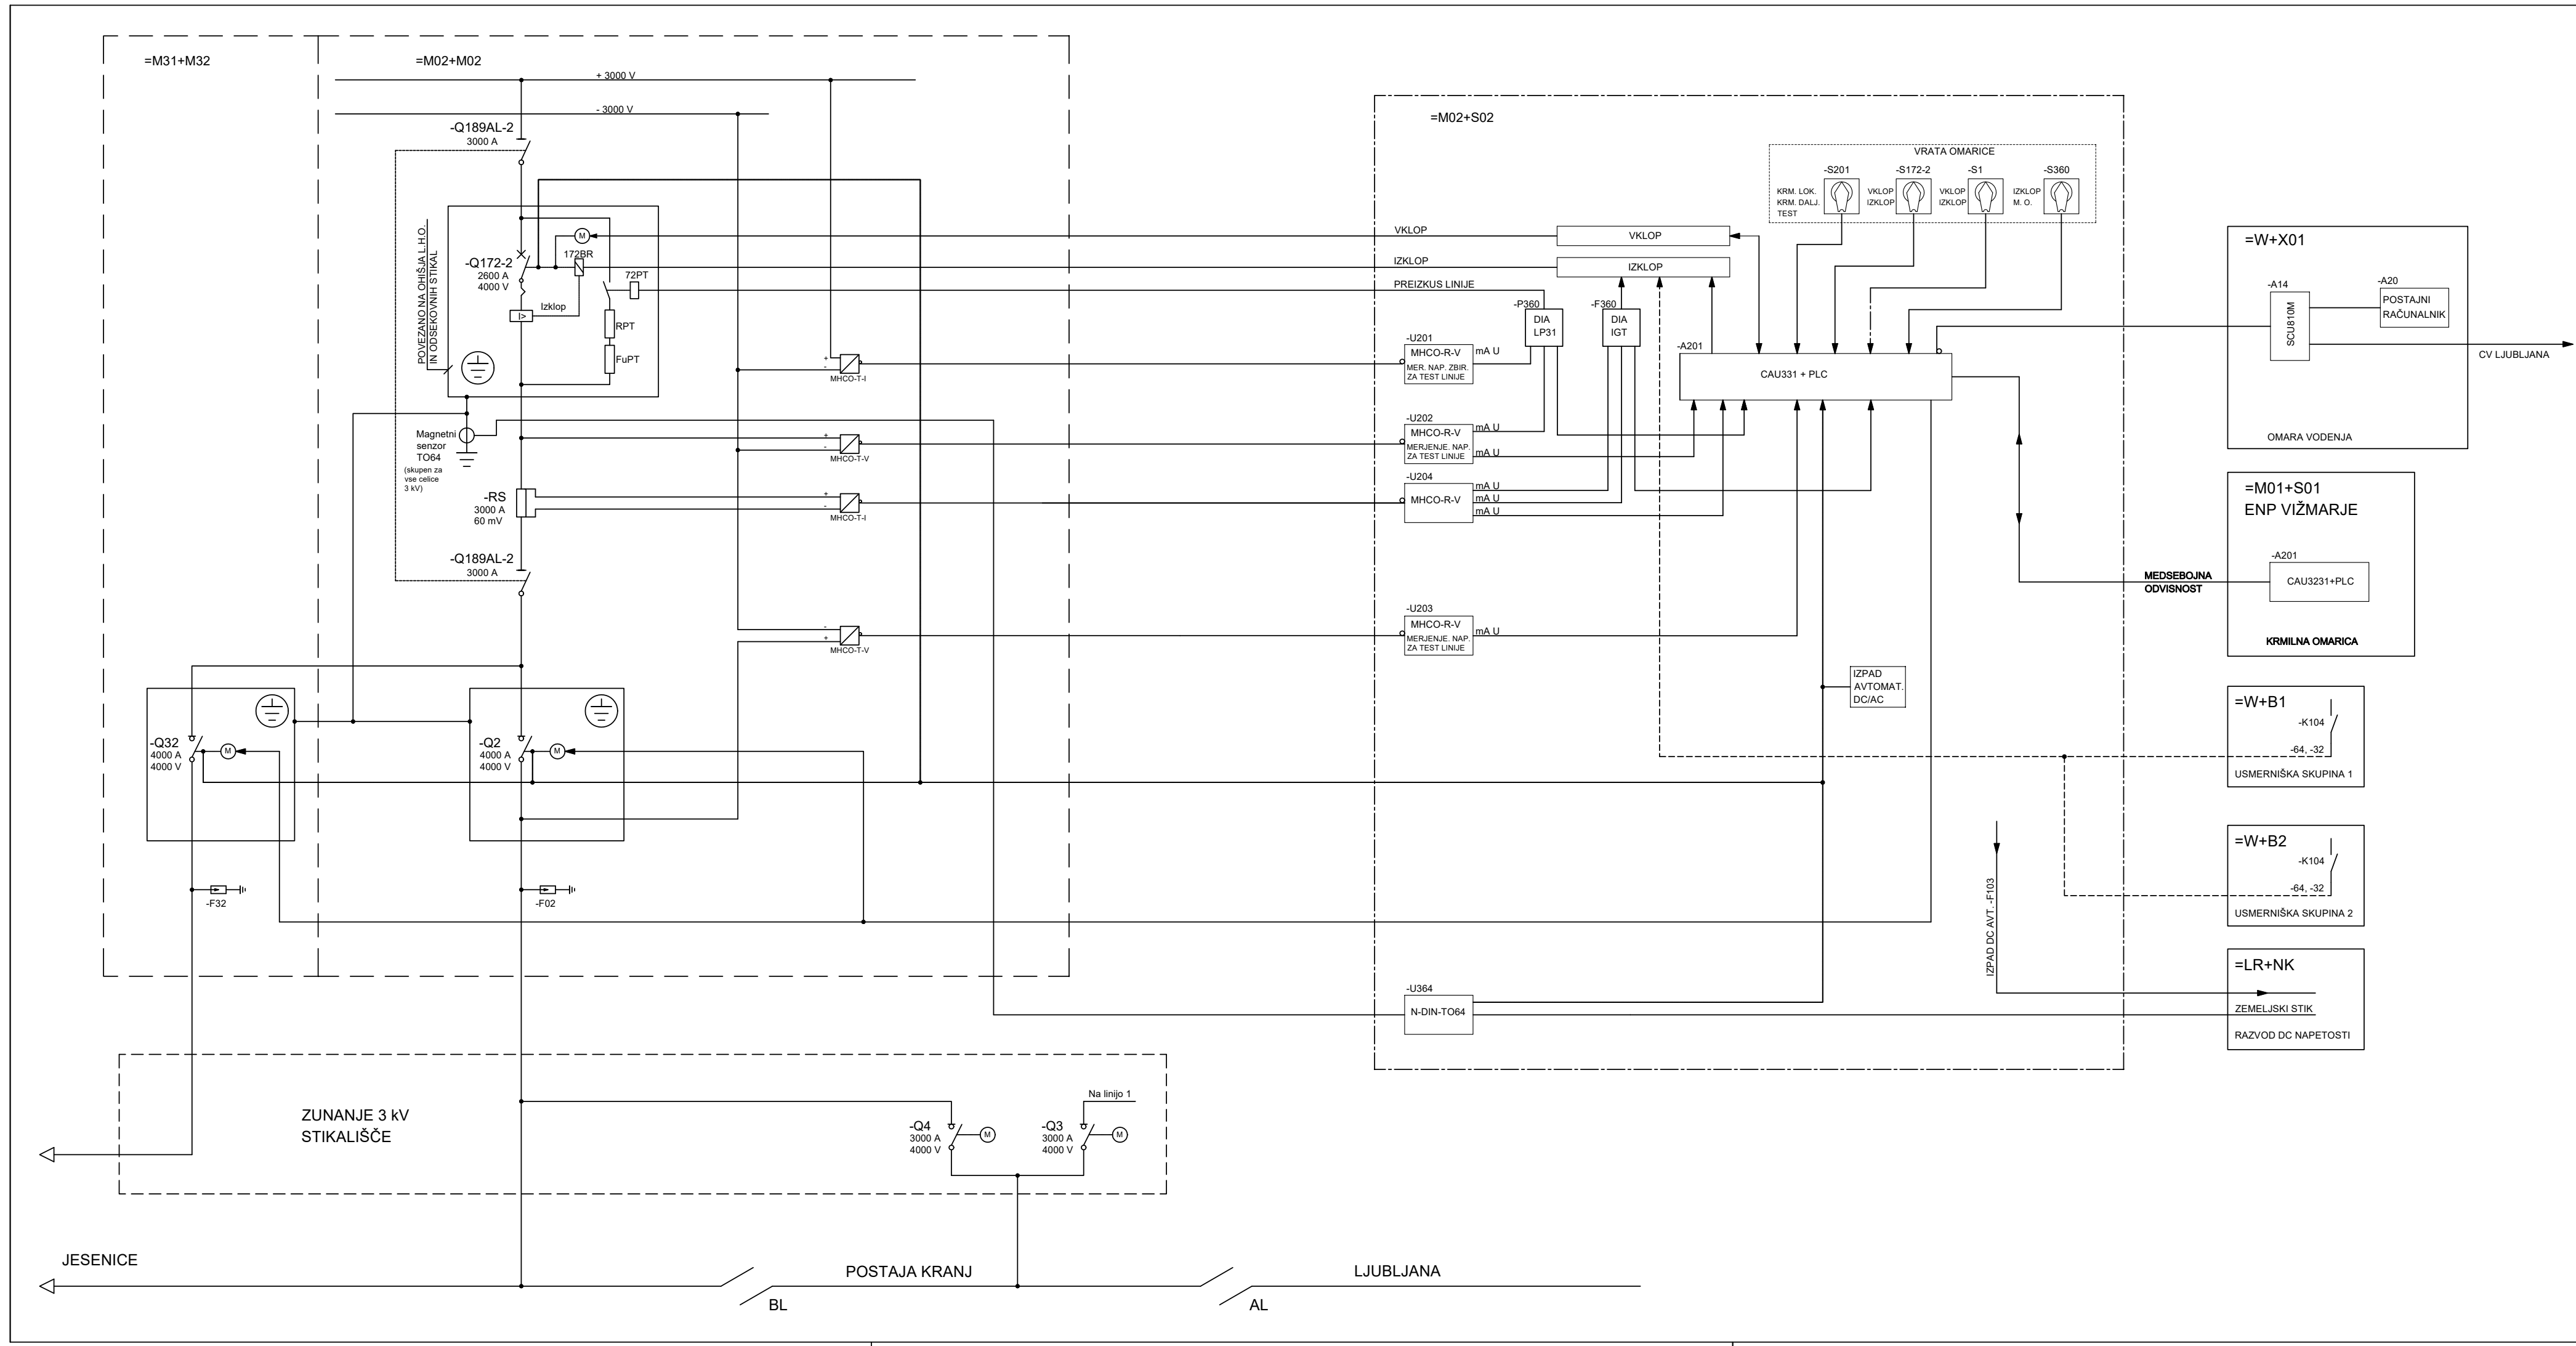 =M31+M32
=M02+M02
+ 3000 V
- 3000 V
-Q189AL-2
3000 A
POVEZANO NA OHIŠJA L.H.O.
IN ODSEKOVNIH STIKAL
-Q172-2
2600 A
4000 V
M
172BR
72PT
Izklop
I>
RPT
FuPT
Magnetni
senzor
TO64
(skupen za
vse celice
3 kV)
-RS
3000 A
60 mV
-Q189AL-2
3000 A
+
-
MHCO-T-I
+
-
MHCO-T-V
+
-
MHCO-T-I
-
+
MHCO-T-V
-Q32
4000 A
4000 V
M
-Q2
4000 A
4000 V
M
-F32
-F02
=M02+S02
VRATA OMARICE
-S201
KRM. LOK.
KRM. DALJ.
TEST
-S172-2
VKLOP
IZKLOP
-S1
VKLOP
IZKLOP
-S360
IZKLOP
M. O.
VKLOP
VKLOP
IZKLOP
IZKLOP
PREIZKUS LINIJE
-P360
DIA
LP31
-F360
DIA
IGT
-A201
CAU331 + PLC
-U201
MHCO-R-V
MER. NAP. ZBIR.
ZA TEST LINIJE
mA U
-U202
MHCO-R-V
MERJENJE. NAP.
ZA TEST LINIJE
mA U
mA U
-U204
MHCO-R-V
mA U
mA U
mA U
-U203
MHCO-R-V
MERJENJE. NAP.
ZA TEST LINIJE
mA U
IZPAD
AVTOMAT.
DC/AC
-U364
N-DIN-TO64
IZPAD DC AVT. -F103
=W+X01
-A14
SCU810M
-A20
POSTAJNI
RAČUNALNIK
OMARA VODENJA
CV LJUBLJANA
=M01+S01
ENP VIŽMARJE
-A201
CAU3231+PLC
KRMILNA OMARICA
MEDSEBOJNA
ODVISNOST
=W+B1
-K104
-64, -32
USMERNIŠKA SKUPINA 1
=W+B2
-K104
-64, -32
USMERNIŠKA SKUPINA 2
=LR+NK
ZEMELJSKI STIK
RAZVOD DC NAPETOSTI
ZUNANJE 3 kV
STIKALIŠČE
-Q4
3000 A
4000 V
M
Na linijo 1
-Q3
3000 A
4000 V
M
JESENICE
POSTAJA KRANJ
LJUBLJANA
BL
AL